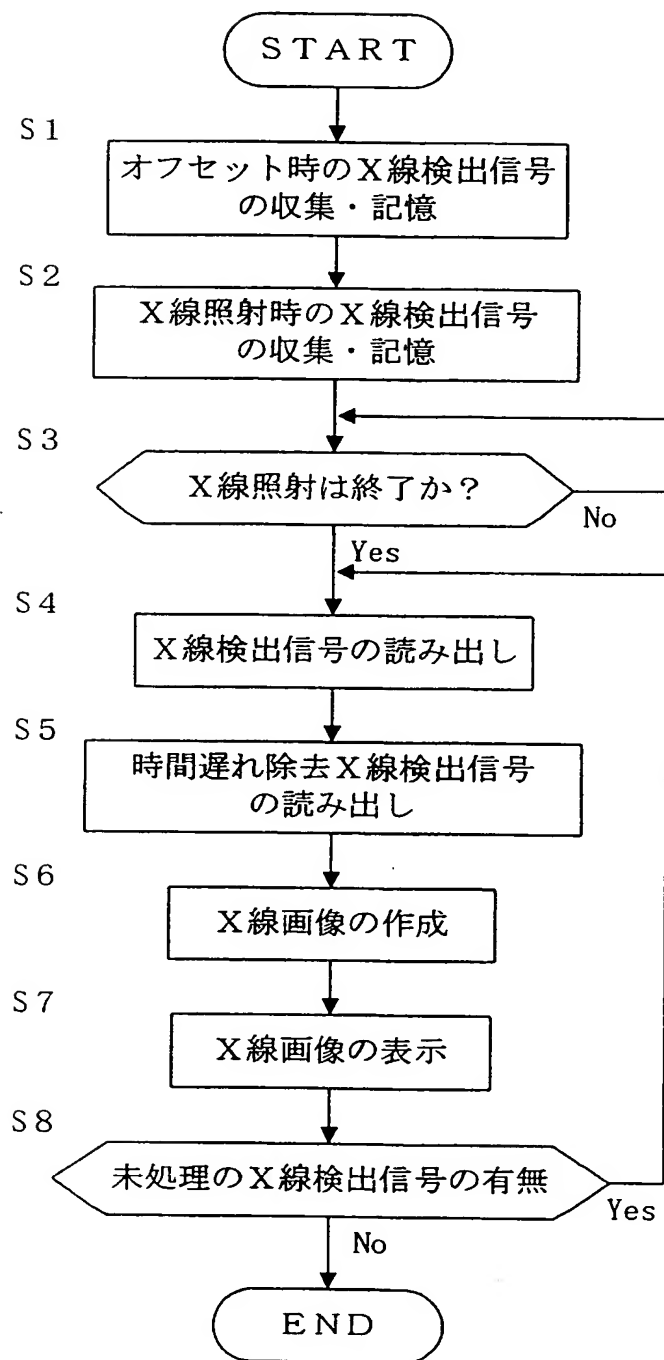 START
S1
オフセット時のX線検出信号
の収集・記憶
S2
X線照射時のX線検出信号
の収集・記憶
S3
X線照射は終了か?
No
Yes
S4
X線検出信号の読み出し
S5
時間遅れ除去X線検出信号
の読み出し
S6
X線画像の作成
S7
X線画像の表示
S8
未処理のX線検出信号の有無
Yes
No
END